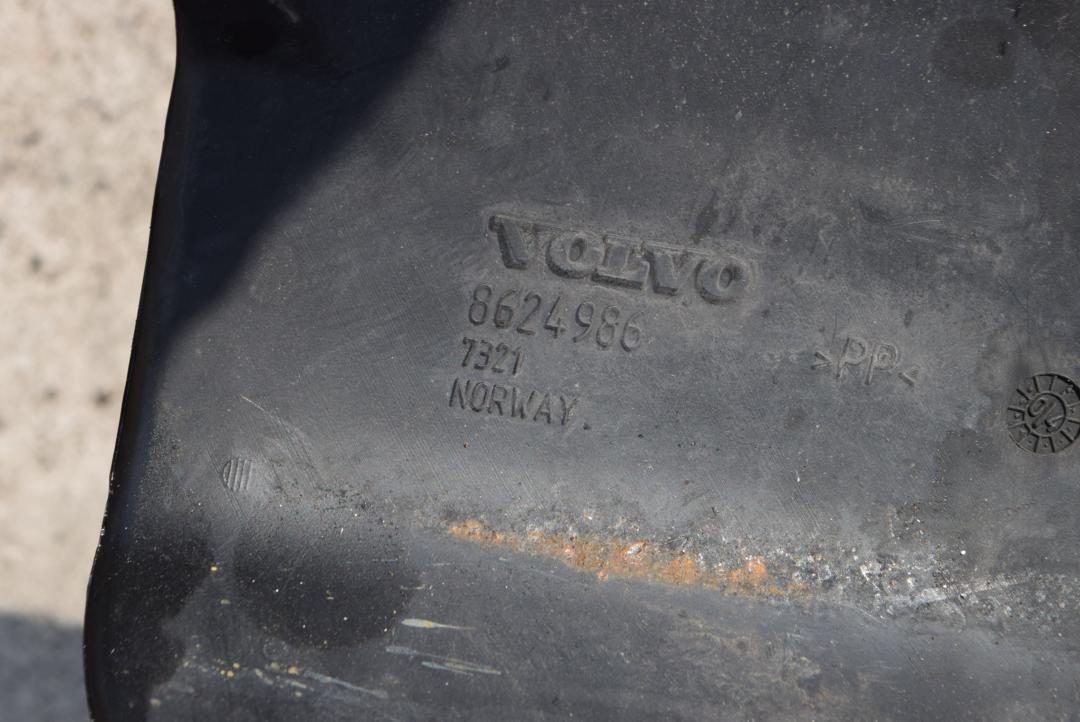 VOLVO
8624986
7321
NORWAY.
>PP<